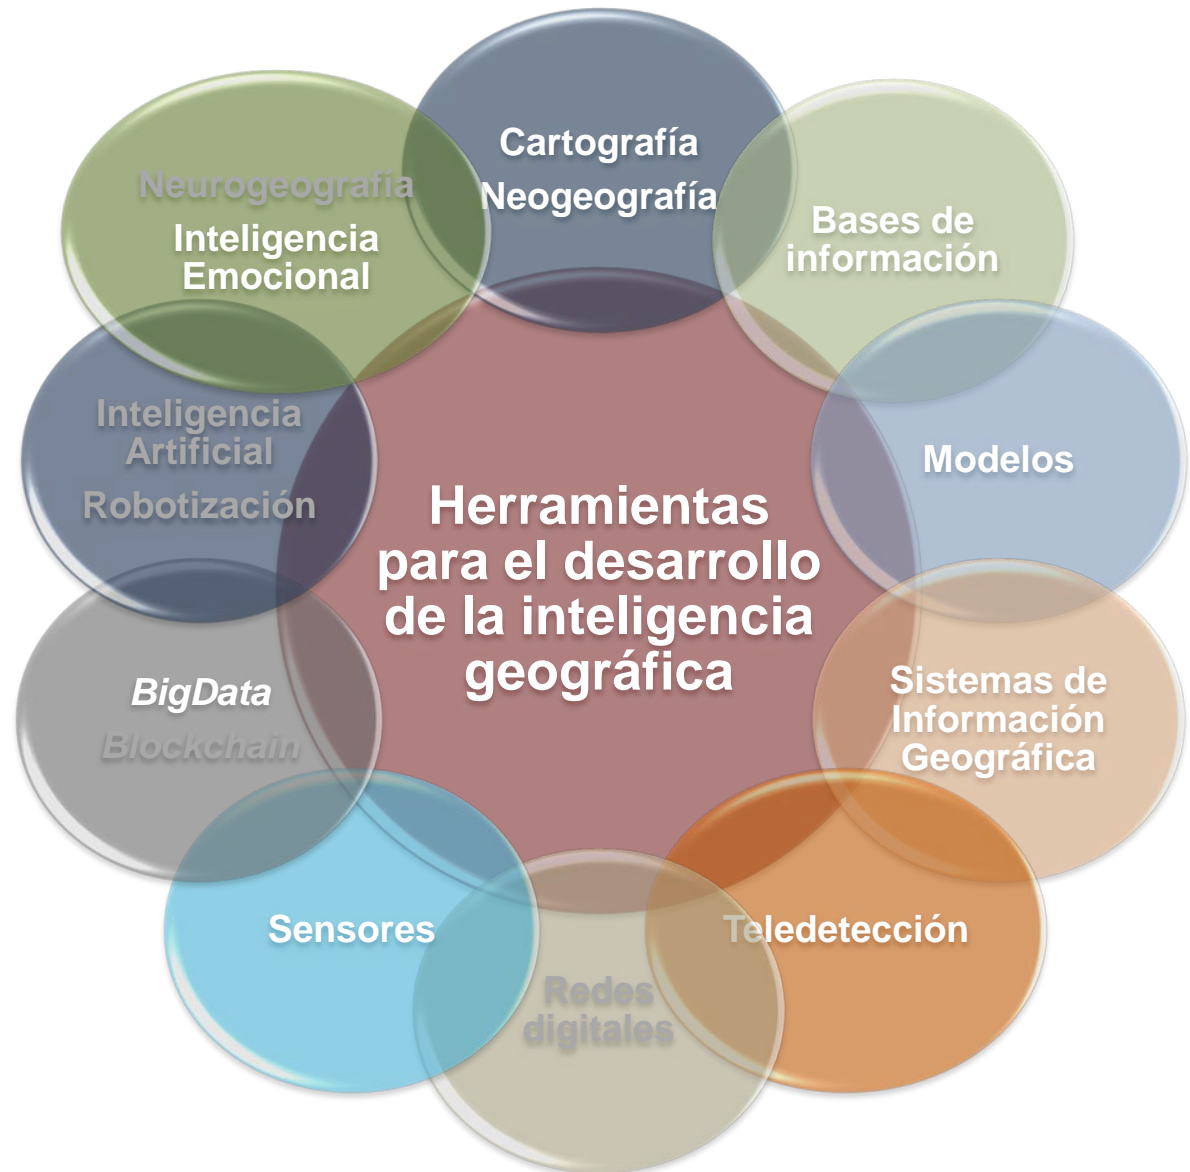 Cartografía
Neogeografía
Bases de
información
Modelos
Sistemas de
Información
Geográfica
Teledetección
Redes
digitales
Sensores
BigData
Blockchain
Inteligencia
Artificial
Robotización
Neurogeografía
Inteligencia
Emocional
Herramientas
para el desarrollo
de la inteligencia
geográfica